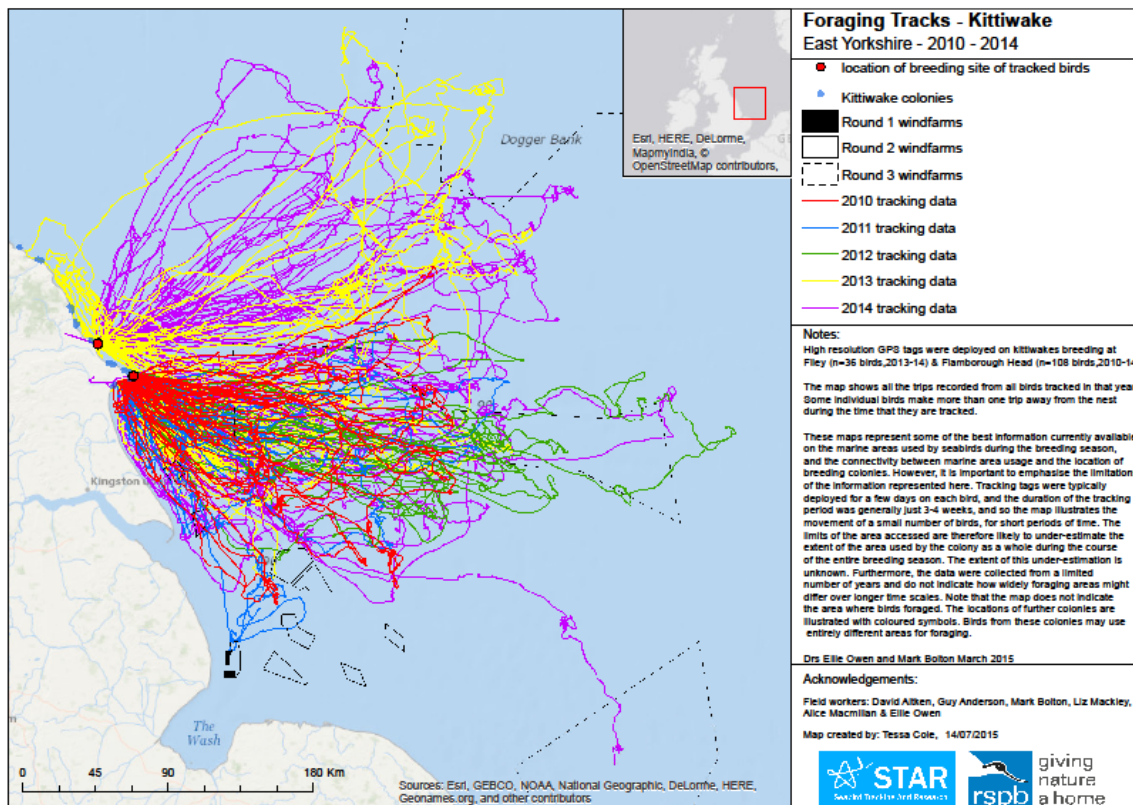 Foraging Tracks - Kittiwake
East Yorkshire - 2010 - 2014
location of breeding site of tracked birds
Kittiwake colonies
Round 1 windfarms
Round 2 windfarms
Round 3 windfarms
2010 tracking data
2011 tracking data
2012 tracking data
2013 tracking data
2014 tracking data
Notes:
High resolution GPS tags were deployed on kittiwakes breeding at
Filey (n=36 birds,2013-14) & Flamborough Head (n=108 birds,2010-14
The map shows all the trips recorded from all birds tracked in that year
Some individual birds make more than one trip away from the nest
during the time that they are tracked.
These maps represent some of the best information currently available
on the marine areas used by seabirds during the breeding season,
and the connectivity between marine area usage and the location of
breeding colonies. However, it is important to emphasise the limitation
of the information represented here. Tracking tags were typically
deployed for a few days on each bird, and the duration of the tracking
period was generally just 3-4 weeks, and so the map illustrates the
movement of a small number of birds, for short periods of time. The
limits of the area accessed are therefore likely to under-estimate the
extent of the area used by the colony as a whole during the course
of the entire breeding season. The extent of this under-estimation is
unknown. Furthermore, the data were collected from a limited
number of years and do not indicate how widely foraging areas might
differ over longer time scales. Note that the map does not indicate
the area where birds foraged. The locations of further colonies are
illustrated with coloured symbols. Birds from these colonies may use
entirely different areas for foraging.
Drs Ellie Owen and Mark Bolton March 2015
Acknowledgements:
Field workers: David Aitken, Guy Anderson, Mark Bolton, Liz Mackley,
Alice Macmillan & Ellie Owen
Map created by: Tessa Cole, 14/07/2015
STAR
Seabird Tracking And Research
rspb
giving
nature
a home
Esri, HERE, DeLorme,
MapmyIndia, ©
OpenStreetMap contributors,
Dogger Bank
Kingston u
The
Wash
0 45 90 180 Km
Sources: Esri, GEBCO, NOAA, National Geographic, DeLorme, HERE,
Geonames.org, and other contributors